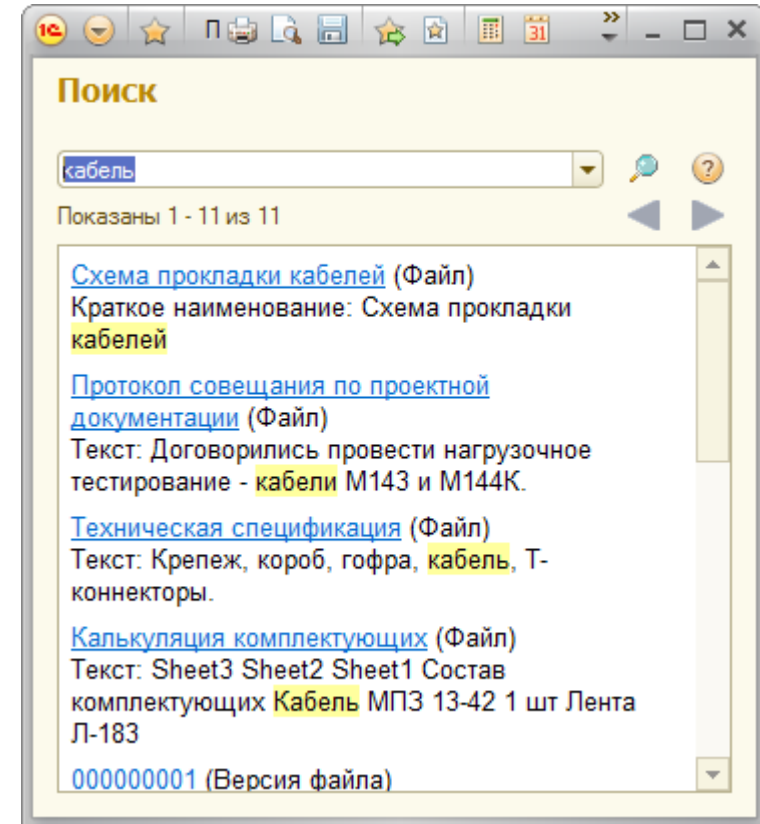 1С П 31
Поиск
кабель
Показаны 1 - 11 из 11
Схема прокладки кабелей (Файл)
Краткое наименование: Схема прокладки
кабелей
Протокол совещания по проектной
документации (Файл)
Текст: Договорились провести нагрузочное
тестирование - кабели М143 и М144К.
Техническая спецификация (Файл)
Текст: Крепеж, короб, гофра, кабель, Т-
коннекторы.
Калькуляция комплектующих (Файл)
Текст: Sheet3 Sheet2 Sheet1 Состав
комплектующих Кабель МПЗ 13-42 1 шт Лента
Л-183
000000001 (Версия файла)